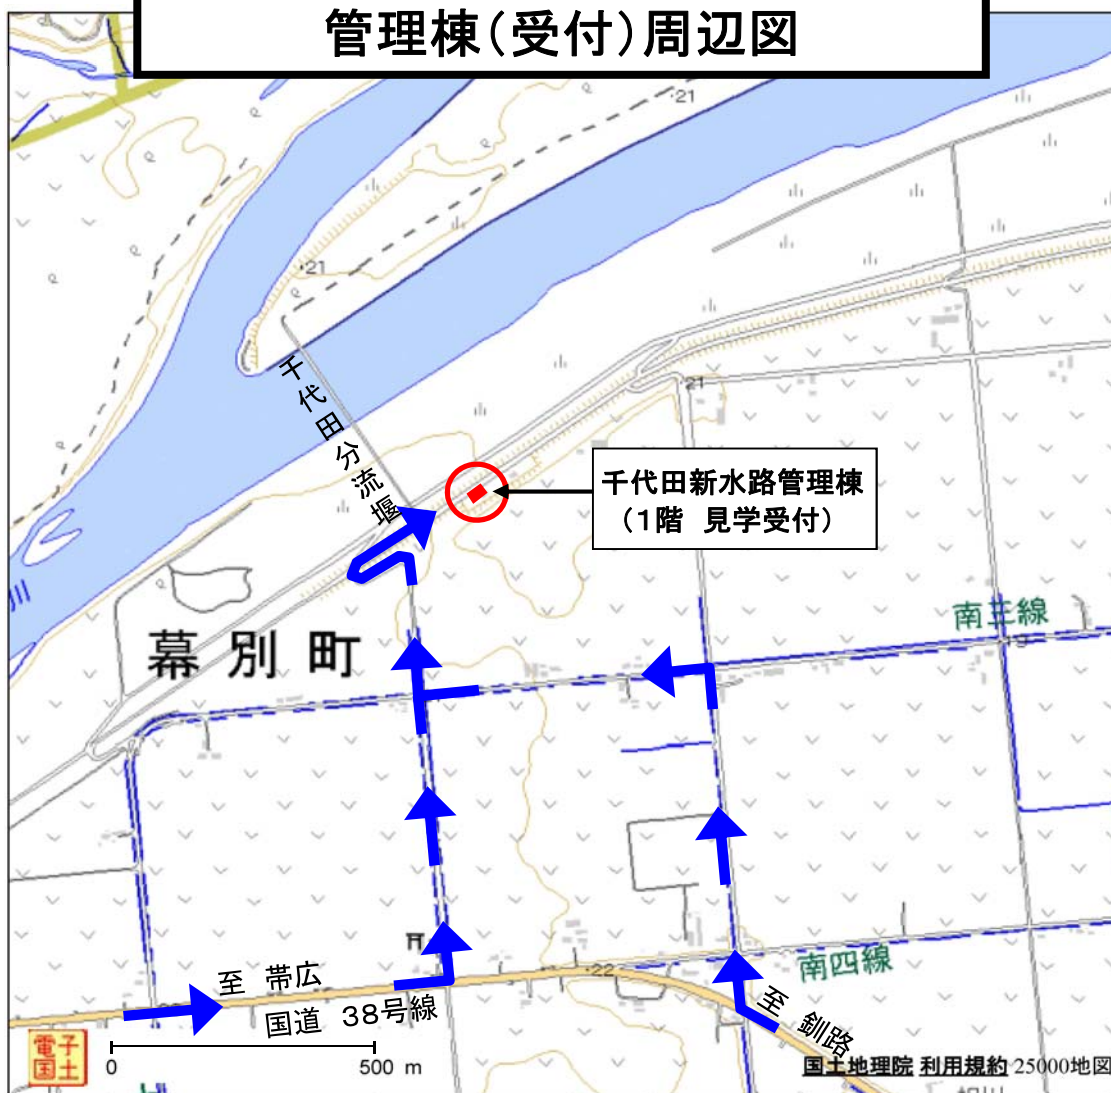 管理棟(受付)周辺図
21
21
千代田分流堰
21
千代田新水路管理棟
(1階 見学受付)
川
南三線
幕別町
南四線
22
至 帯広
至 釧路
国道 38号線
電子
国土
0 500 m
国土地理院 利用規約 25000地図